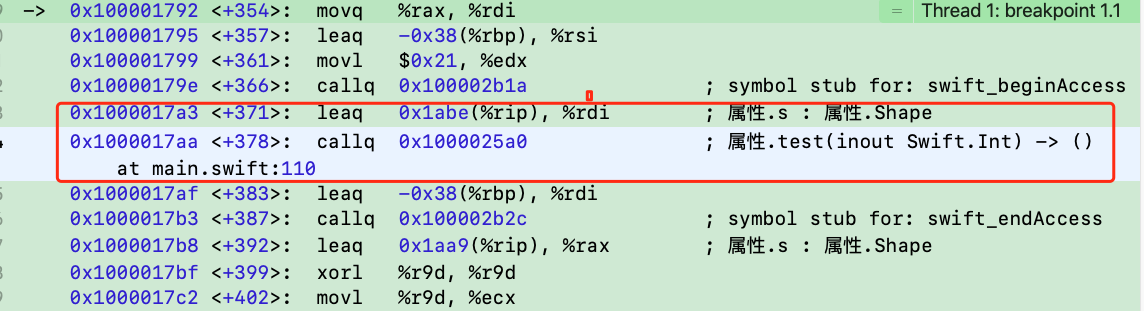 -> 0x100001792 <+354>: movq %rax, %rdi = Thread 1: breakpoint 1.1
0x100001795 <+357>: leaq -0x38(%rbp), %rsi
0x100001799 <+361>: movl $0x21, %edx
0x10000179e <+366>: callq 0x100002b1a ; symbol stub for: swift_beginAccess
0x1000017a3 <+371>: leaq 0x1abe(%rip), %rdi ; 属性.s : 属性.Shape
0x1000017aa <+378>: callq 0x1000025a0 ; 属性.test(inout Swift.Int) -> ()
at main.swift:110
0x1000017af <+383>: leaq -0x38(%rbp), %rdi
0x1000017b3 <+387>: callq 0x100002b2c ; symbol stub for: swift_endAccess
0x1000017b8 <+392>: leaq 0x1aa9(%rip), %rax ; 属性.s : 属性.Shape
0x1000017bf <+399>: xorl %r9d, %r9d
0x1000017c2 <+402>: movl %r9d, %ecx